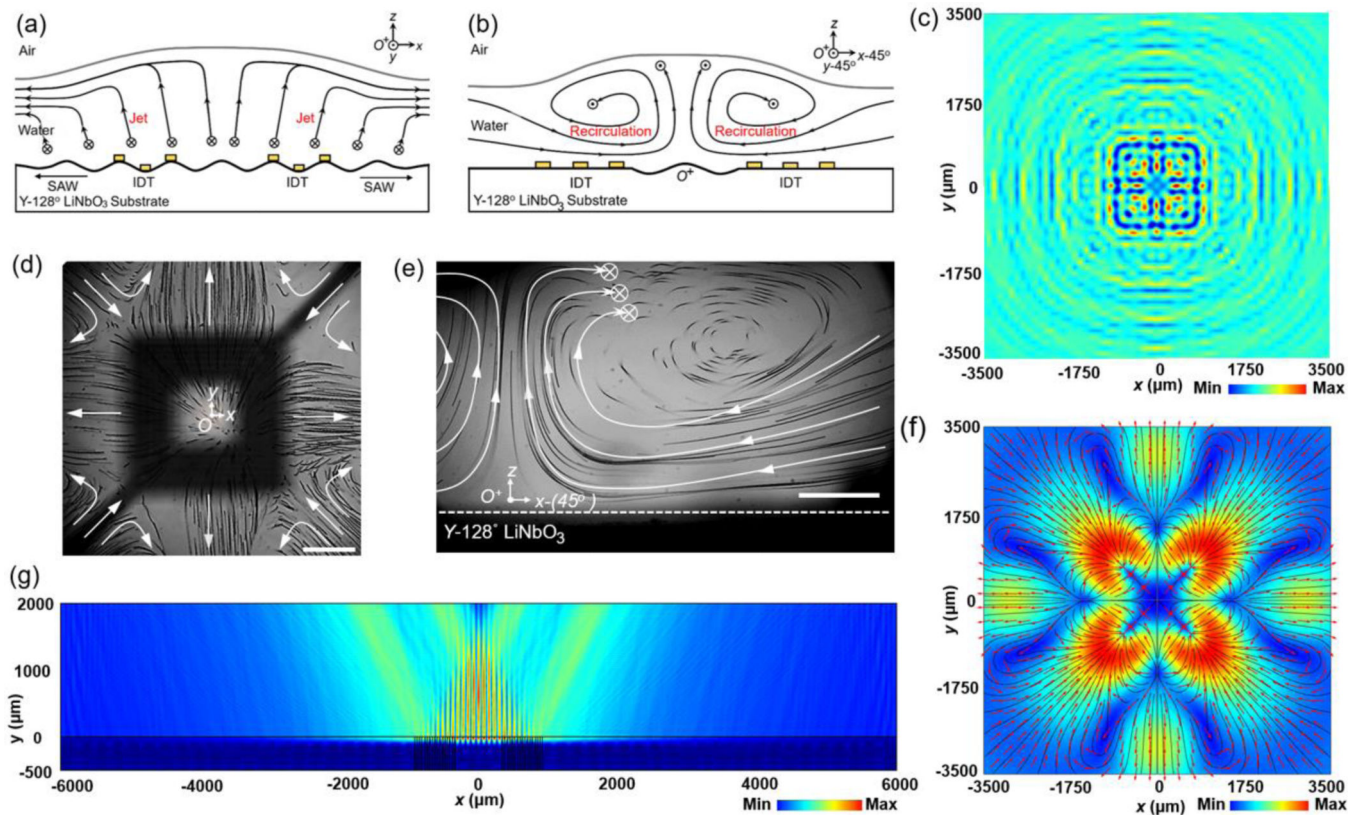 (a)
Air
z
O⁺
x
y
Jet
Jet
Water
SAW
IDT
IDT
SAW
Y-128° LiNbO₃ Substrate
(b)
Air
z
O⁺
x-45°
y-45°
Water
Recirculation
Recirculation
IDT
O⁺
IDT
Y-128° LiNbO₃ Substrate
(c)
3500
1750
y (µm)
0
-1750
-3500
-3500
-1750
0
1750
3500
x (µm)
Min
Max
(d)
y
x
O
(e)
z
O⁺
x-(45°)
Y-128° LiNbO₃
(f)
3500
1750
y (µm)
0
-1750
-3500
-3500
-1750
0
1750
3500
x (µm)
Min
Max
(g)
2000
1000
y (µm)
0
-500
-6000
-4000
-2000
0
2000
4000
6000
x (µm)
Min
Max